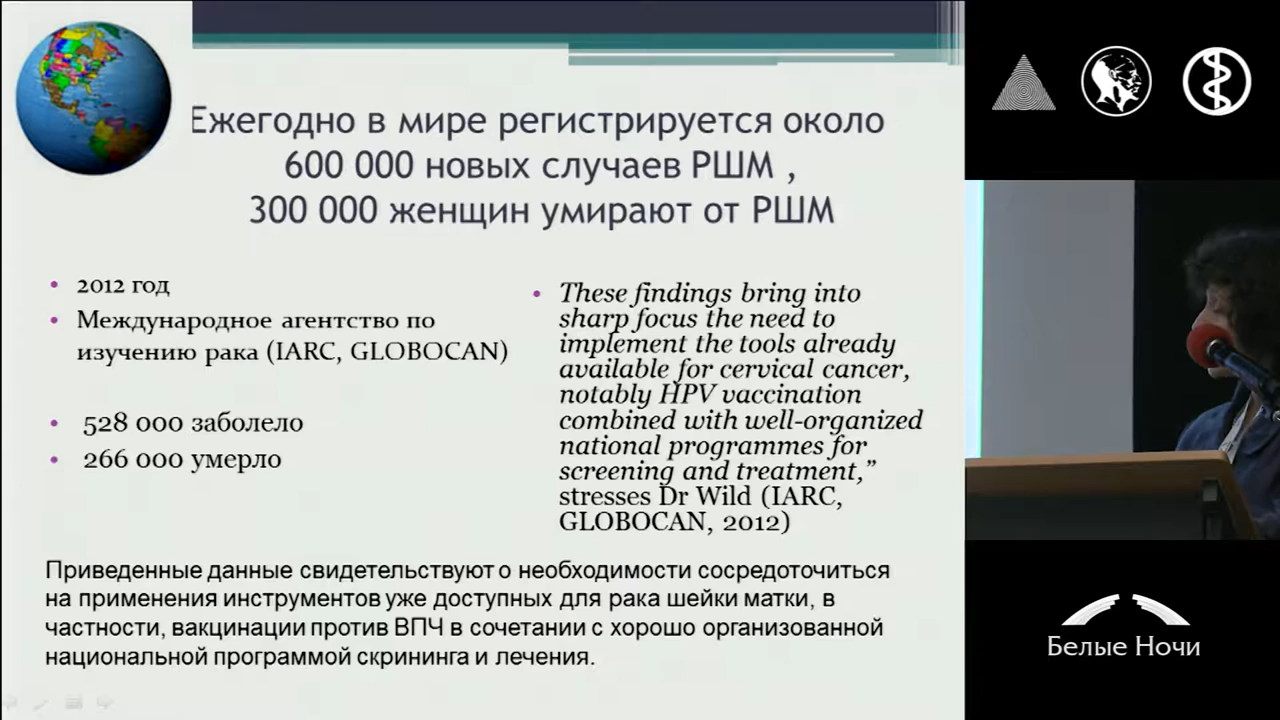 Ежегодно в мире регистрируется около
600 000 новых случаев РШМ ,
300 000 женщин умирают от РШМ
• 2012 год
• Международное агентство по
изучению рака (IARC, GLOBOCAN)
• 528 000 заболело
• 266 000 умерло
• These findings bring into
sharp focus the need to
implement the tools already
available for cervical cancer,
notably HPV vaccination
combined with well-organized
national programmes for
screening and treatment,”
stresses Dr Wild (IARC,
GLOBOCAN, 2012)
Приведенные данные свидетельствуют о необходимости сосредоточиться
на применения инструментов уже доступных для рака шейки матки, в
частности, вакцинации против ВПЧ в сочетании с хорошо организованной
национальной программой скрининга и лечения.
Белые Ночи